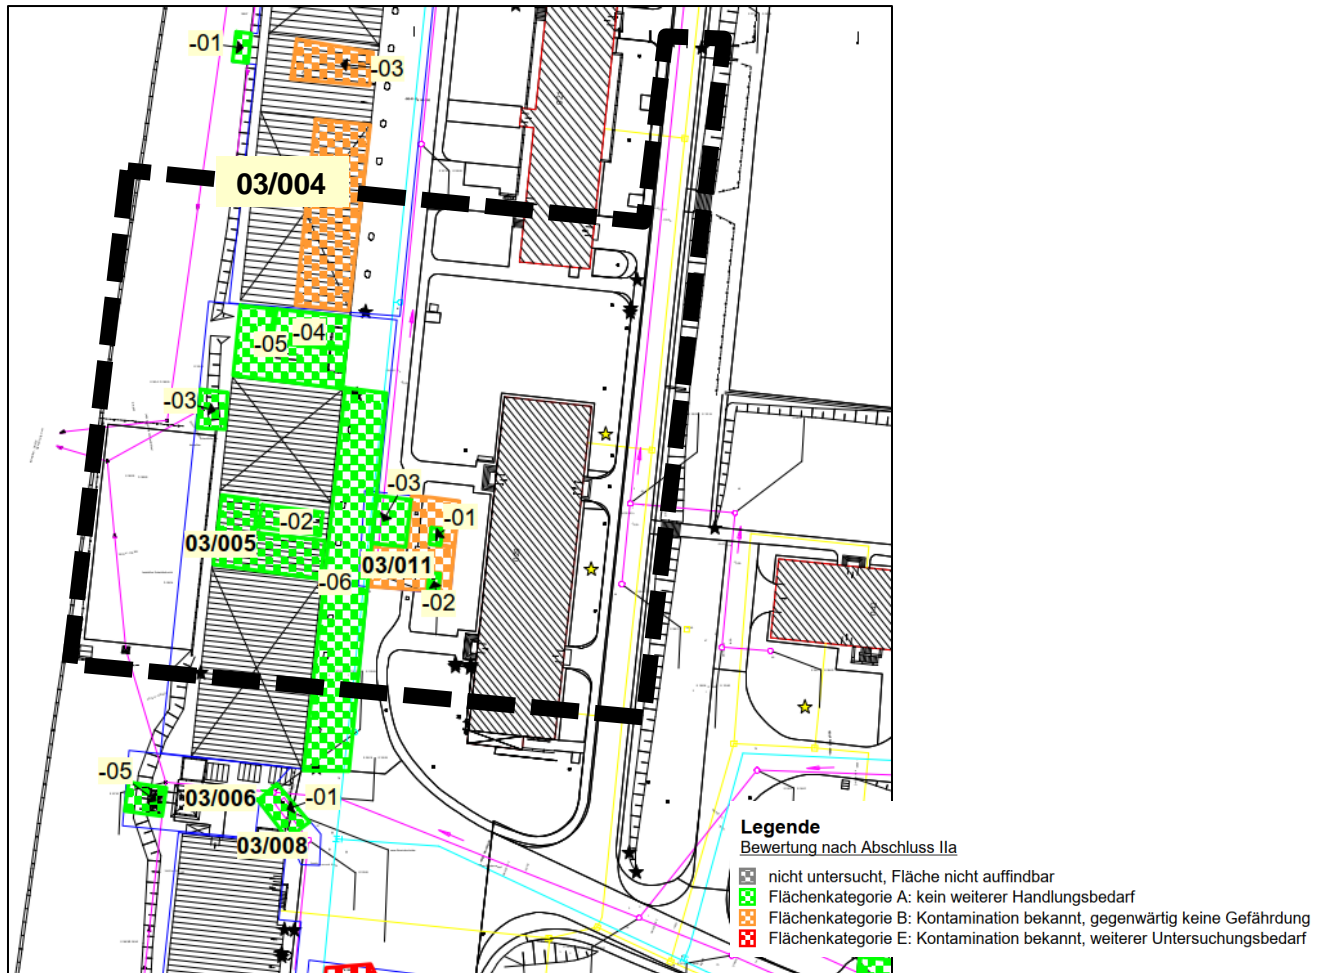 -01
-03
03/004
-04
-05
-03
-03
-01
-02
03/005
03/011
-06
-02
-05
03/006
-01
03/008
Legende
Bewertung nach Abschluss IIa
nicht untersucht, Fläche nicht auffindbar
Flächenkategorie A: kein weiterer Handlungsbedarf
Flächenkategorie B: Kontamination bekannt, gegenwärtig keine Gefährdung
Flächenkategorie E: Kontamination bekannt, weiterer Untersuchungsbedarf